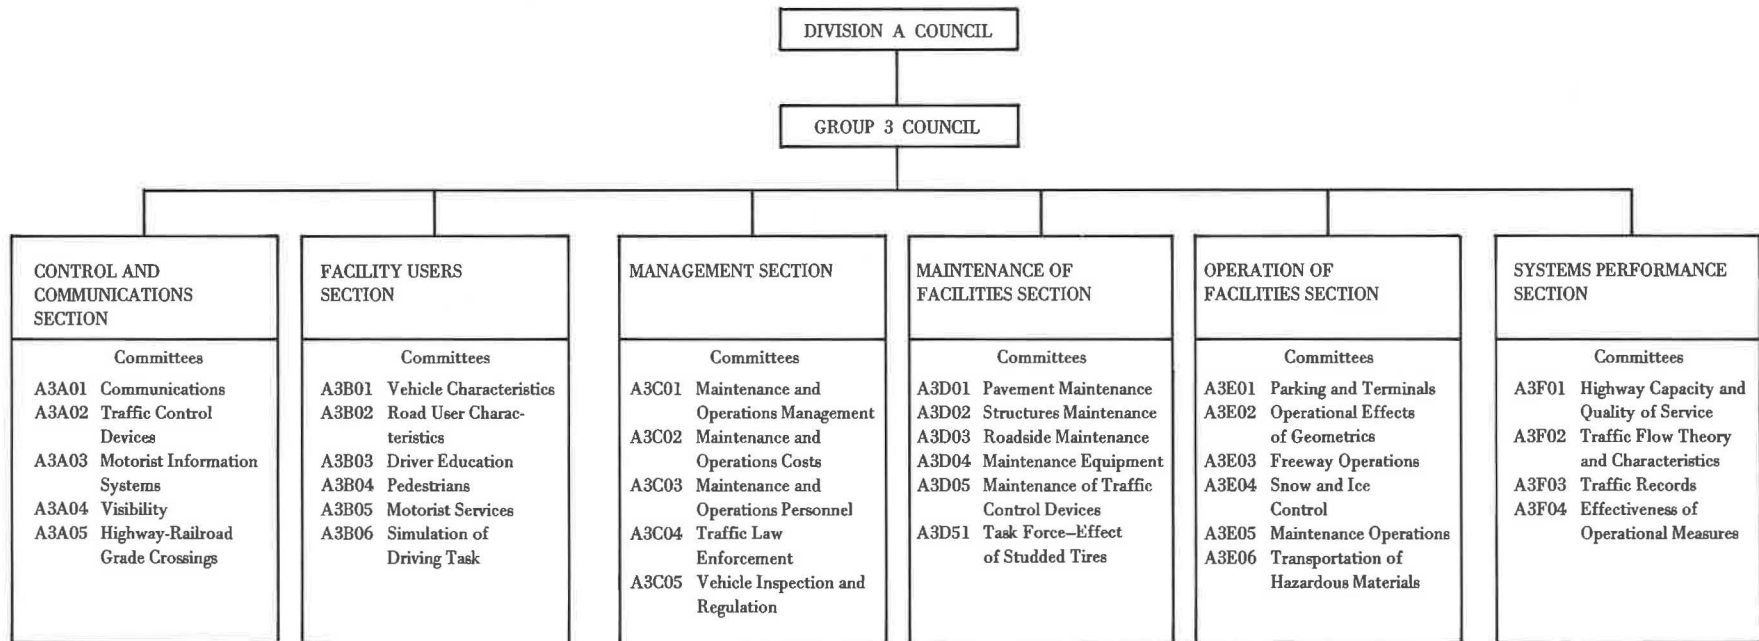 DIVISION A COUNCIL
GROUP 3 COUNCIL
CONTROL AND
COMMUNICATIONS
SECTION
Committees
A3A01 Communications
A3A02 Traffic Control
Devices
A3A03 Motorist Information
Systems
A3A04 Visibility
A3A05 Highway-Railroad
Grade Crossings
FACILITY USERS
SECTION
Committees
A3B01 Vehicle Characteristics
A3B02 Road User Charac-
teristics
A3B03 Driver Education
A3B04 Pedestrians
A3B05 Motorist Services
A3B06 Simulation of
Driving Task
MANAGEMENT SECTION
Committees
A3C01 Maintenance and
Operations Management
A3C02 Maintenance and
Operations Costs
A3C03 Maintenance and
Operations Personnel
A3C04 Traffic Law
Enforcement
A3C05 Vehicle Inspection and
Regulation
MAINTENANCE OF
FACILITIES SECTION
Committees
A3D01 Pavement Maintenance
A3D02 Structures Maintenance
A3D03 Roadside Maintenance
A3D04 Maintenance Equipment
A3D05 Maintenance of Traffic
Control Devices
A3D51 Task Force–Effect
of Studded Tires
OPERATION OF
FACILITIES SECTION
Committees
A3E01 Parking and Terminals
A3E02 Operational Effects
of Geometrics
A3E03 Freeway Operations
A3E04 Snow and Ice
Control
A3E05 Maintenance Operations
A3E06 Transportation of
Hazardous Materials
SYSTEMS PERFORMANCE
SECTION
Committees
A3F01 Highway Capacity and
Quality of Service
A3F02 Traffic Flow Theory
and Characteristics
A3F03 Traffic Records
A3F04 Effectiveness of
Operational Measures